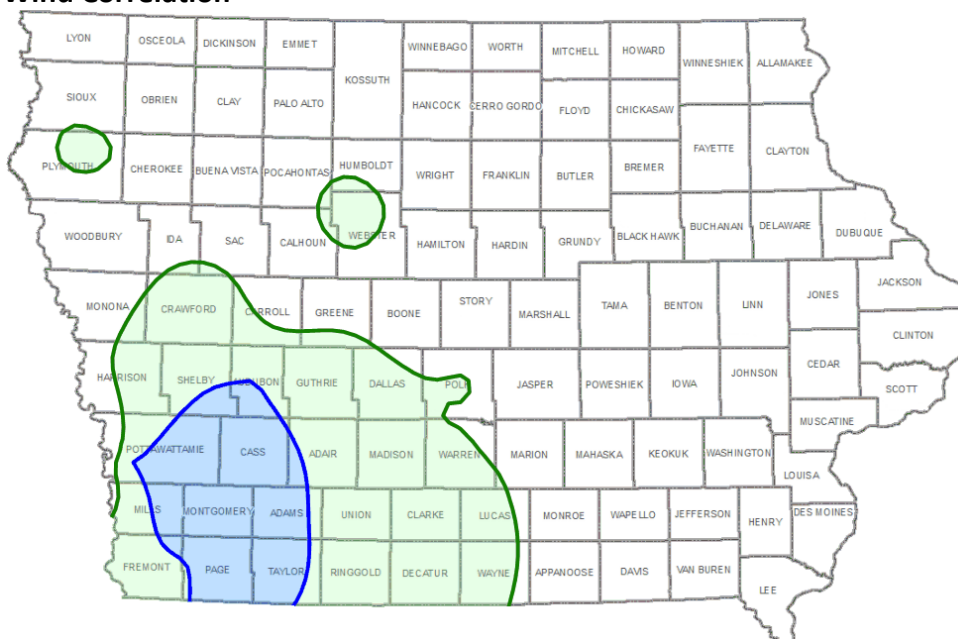 Wind Correlation
LYON OSCEOLA DICKINSON EMMET WINNEBAGO WORTH MITCHELL HOWARD WINNESHIEK ALLAMAKEE
KOSSUTH
SIOUX OBRIEN CLAY PALO ALTO HANCOCK CERRO GORDO FLOYD CHICKASAW
PLYMOUTH CHEROKEE BUENA VISTA POCAHONTAS HUMBOLDT WRIGHT FRANKLIN BUTLER BREMER FAYETTE CLAYTON
WOODBURY IDA SAC CALHOUN WEBSTER HAMILTON HARDIN GRUNDY BLACK HAWK BUCHANAN DELAWARE DUBUQUE
MONONA CRAWFORD CARROLL GREENE BOONE STORY MARSHALL TAMA BENTON LINN JONES JACKSON
CLINTON
HARRISON SHELBY AUDUBON GUTHRIE DALLAS POLK JASPER POWESHIEK IOWA JOHNSON CEDAR SCOTT
MUSCATINE
POTTAWATTAMIE CASS ADAIR MADISON WARREN MARION MAHASKA KEOKUK WASHINGTON LOUISA
MILLS MONTGOMERY ADAMS UNION CLARKE LUCAS MONROE WAPELLO JEFFERSON HENRY DES MOINES
FREMONT PAGE TAYLOR RINGGOLD DECATUR WAYNE APPANOOSE DAVIS VAN BUREN LEE